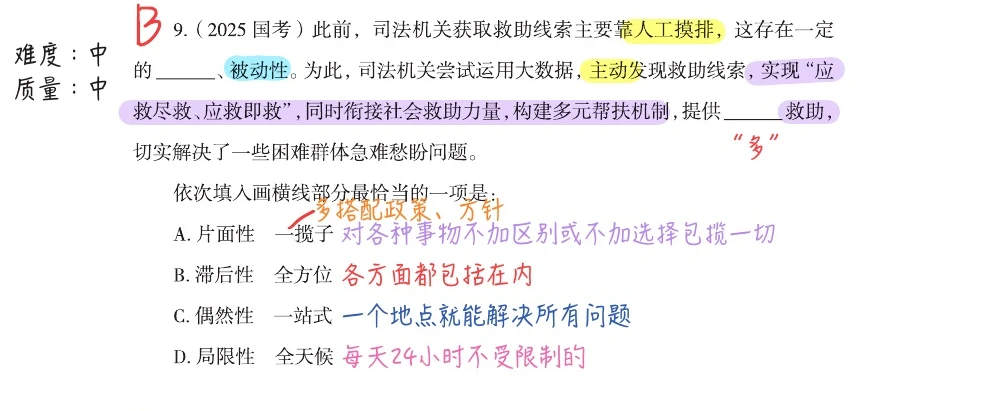 B 9.（2025 国考）此前，司法机关获取救助线索主要靠人工摸排，这存在一定
难度：中
的______、被动性。为此，司法机关尝试运用大数据，主动发现救助线索，实现“应
质量：中
救尽救、应救即救”，同时衔接社会救助力量，构建多元帮扶机制，提供______救助，
“多”
切实解决了一些困难群体急难愁盼问题。
依次填入画横线部分最恰当的一项是：
多搭配政策、方针
A. 片面性 一揽子 对各种事物不加区别或不加选择包揽一切
B. 滞后性 全方位 各方面都包括在内
C. 偶然性 一站式 一个地点就能解决所有问题
D. 局限性 全天候 每天24小时不受限制的